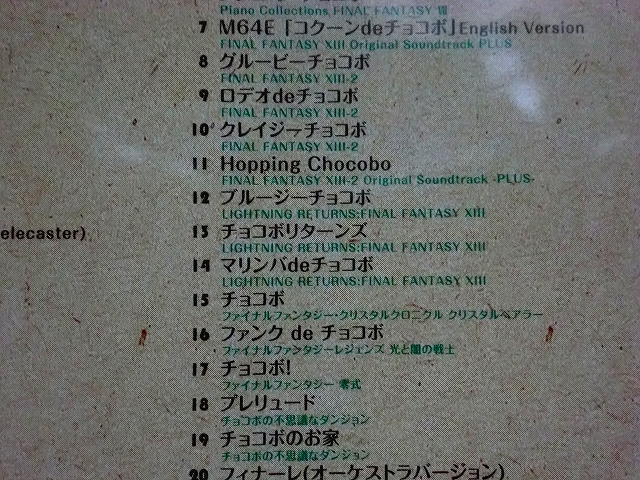 Piano Collections FINAL FANTASY VIII
7 M64E「コクーンdeチョコボ」English Version
FINAL FANTASY XIII Original Soundtrack PLUS
8 グルービーチョコボ
FINAL FANTASY XIII-2
9 ロデオdeチョコボ
FINAL FANTASY XIII-2
10 クレイジーチョコボ
FINAL FANTASY XIII-2
11 Hopping Chocobo
FINAL FANTASY XIII-2 Original Soundtrack -PLUS-
12 ブルージーチョコボ
LIGHTNING RETURNS:FINAL FANTASY XIII
elecaster)
13 チョコボリターンズ
LIGHTNING RETURNS:FINAL FANTASY XIII
14 マリンバdeチョコボ
LIGHTNING RETURNS:FINAL FANTASY XIII
15 チョコボ
ファイナルファンタジー・クリスタルクロニクル クリスタルベアラー
16 ファンク de チョコボ
ファイナルファンタジーレジェンズ 光と闇の戦士
17 チョコボ!
ファイナルファンタジー 零式
18 プレリュード
チョコボの不思議なダンジョン
19 チョコボのお家
チョコボの不思議なダンジョン
20 フィナーレ(オーケストラバージョン)